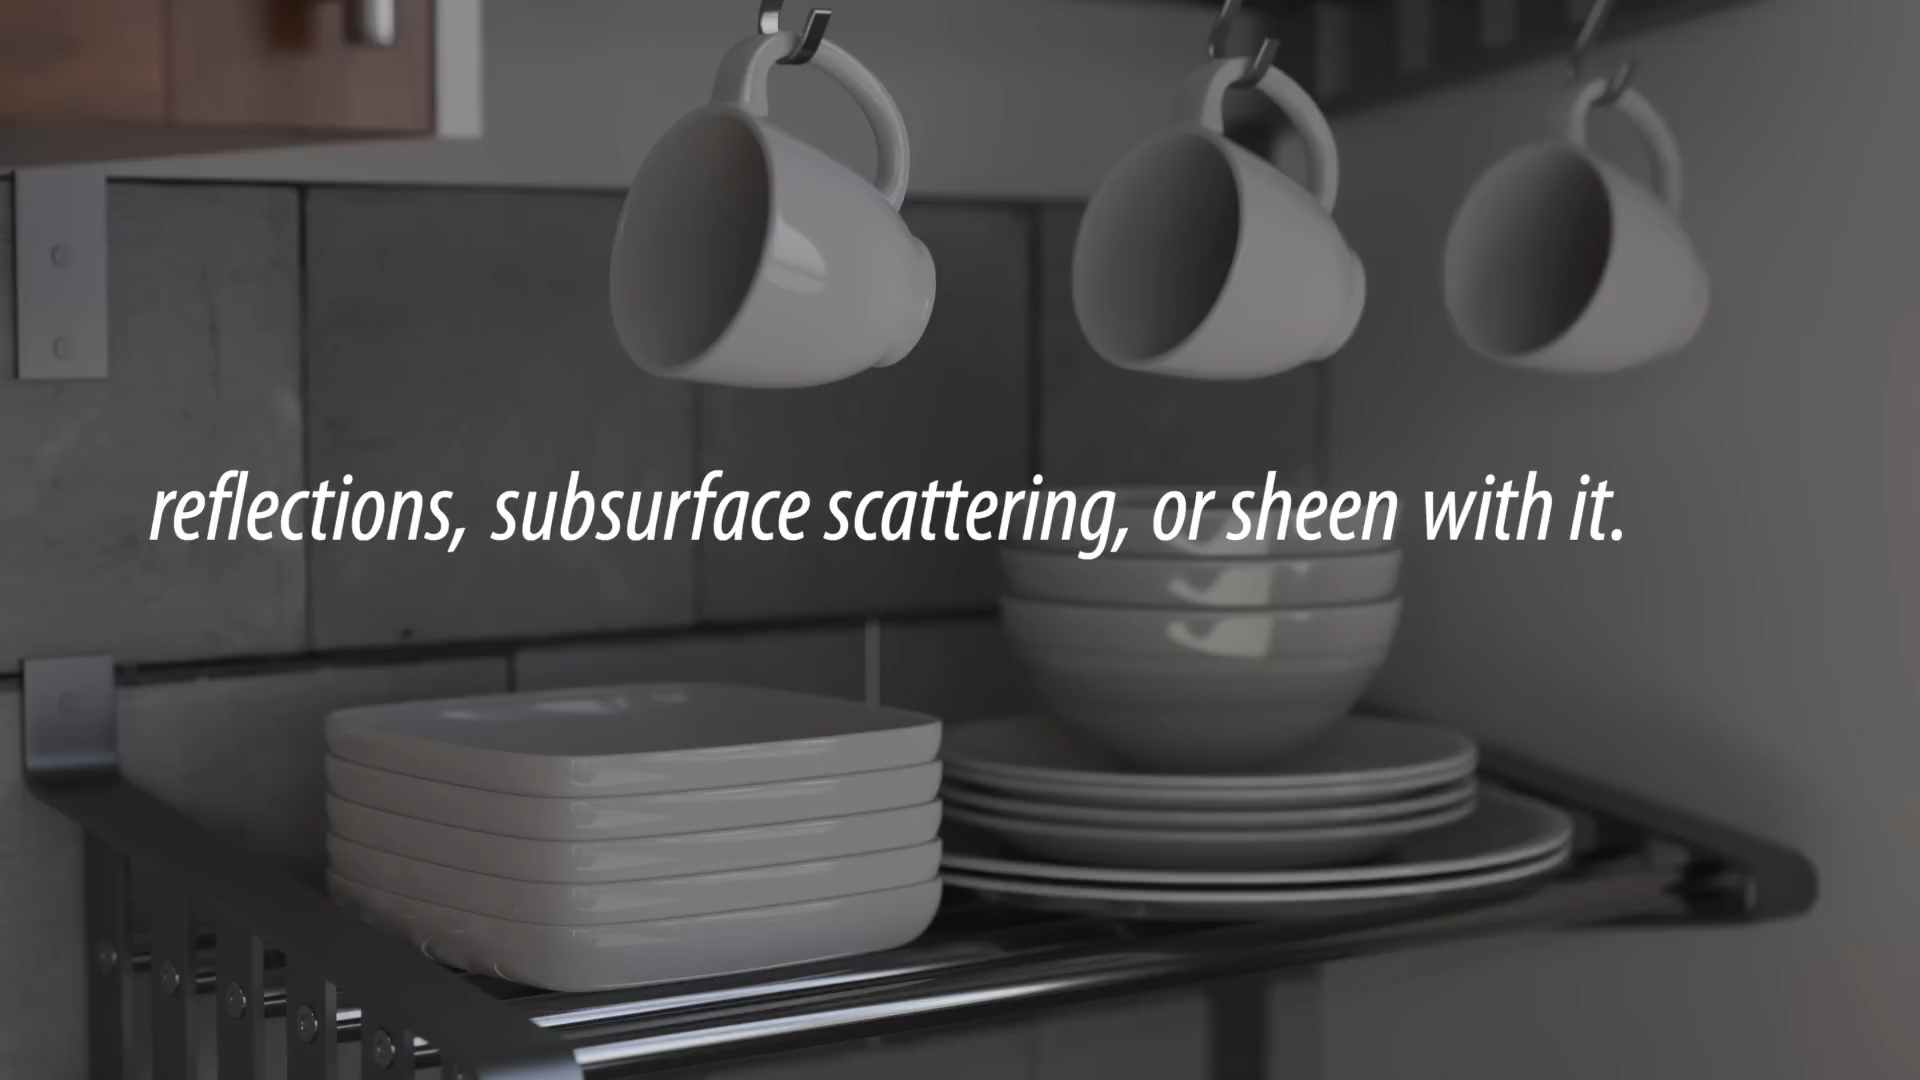 reflections, subsurface scattering, or sheen with it.